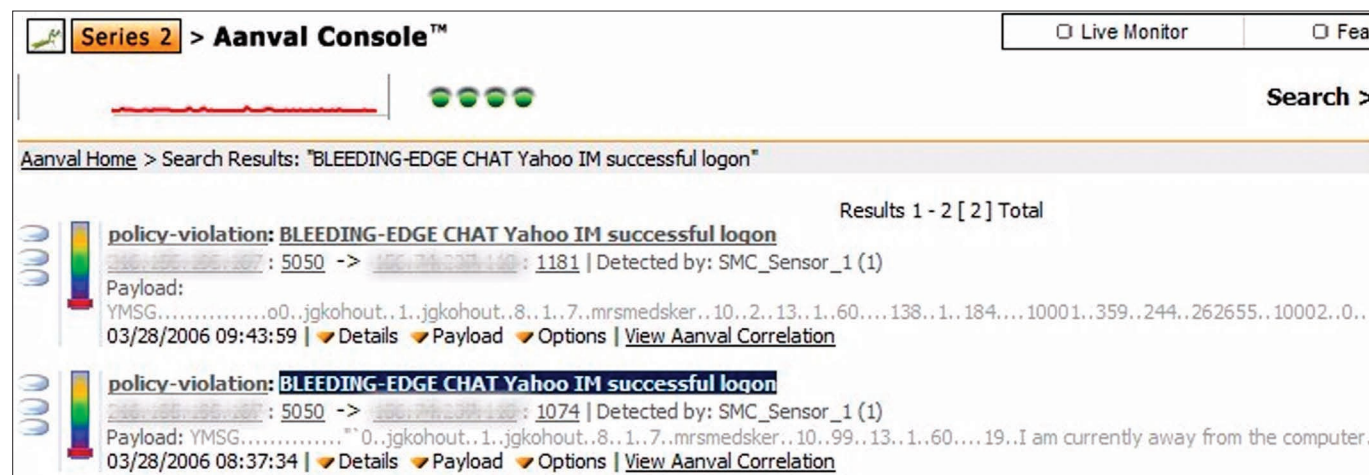 Series 2 > Aanval Console™
Live Monitor
Fea
Search >
Aanval Home > Search Results: "BLEEDING-EDGE CHAT Yahoo IM successful logon"
Results 1 - 2 [ 2 ] Total
policy-violation: BLEEDING-EDGE CHAT Yahoo IM successful logon
: 5050 -> : 1181 | Detected by: SMC_Sensor_1 (1)
Payload:
YMSG...............o0..jgkohout..1..jgkohout..8..1..7..mrsmedsker..10..2..13..1..60....138..1..184....10001..359..244..262655..10002..0..
03/28/2006 09:43:59 | Details Payload Options | View Aanval Correlation
policy-violation: BLEEDING-EDGE CHAT Yahoo IM successful logon
: 5050 -> : 1074 | Detected by: SMC_Sensor_1 (1)
Payload: YMSG..............."`0..jgkohout..1..jgkohout..8..1..7..mrsmedsker..10..99..13..1..60....19..I am currently away from the computer.
03/28/2006 08:37:34 | Details Payload Options | View Aanval Correlation